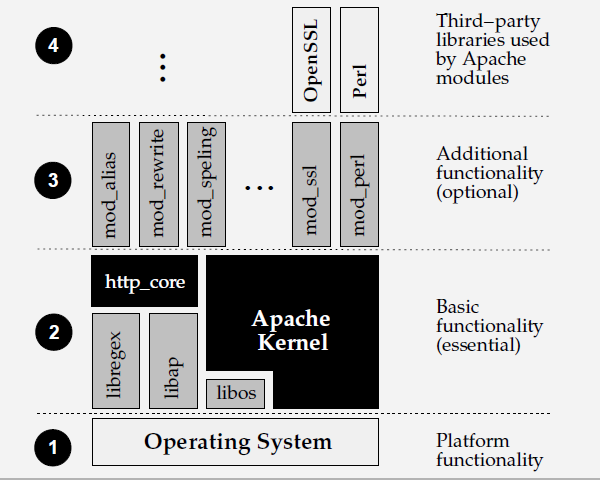 4
OpenSSL
Perl
Third–party
libraries used
by Apache
modules
3
mod_alias
mod_rewrite
mod_speling
...
mod_ssl
mod_perl
Additional
functionality
(optional)
2
http_core
libregex
libap
Apache
Kernel
libos
Basic
functionality
(essential)
1
Operating System
Platform
functionality